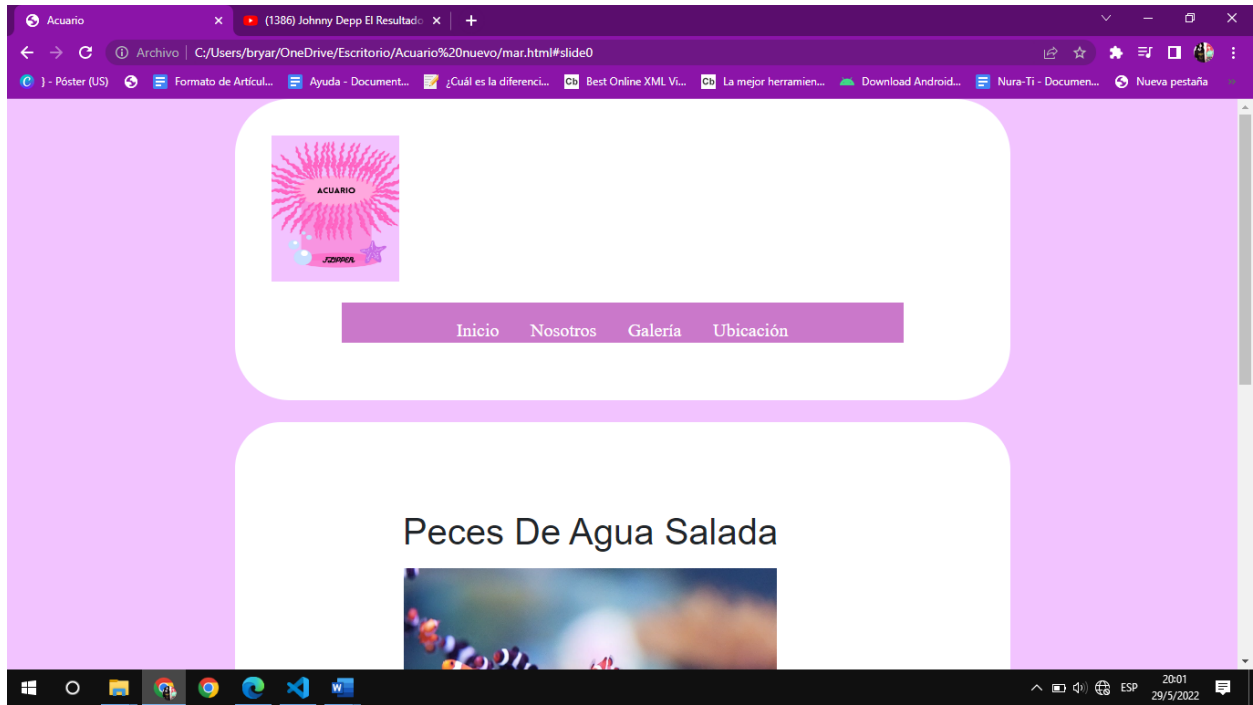 Acuario
(1386) Johnny Depp El Resultado
Archivo
C:/Users/bryar/OneDrive/Escritorio/Acuario%20nuevo/mar.html#slide0
} - Póster (US)
Formato de Artícul...
Ayuda - Document...
¿Cuál es la diferenci...
Cb Best Online XML Vi...
Cb La mejor herramien...
Download Android...
Nura-Ti - Documen...
Nueva pestaña
ACUARIO
Inicio Nosotros Galería Ubicación
Peces De Agua Salada
ESP
20:01
29/5/2022